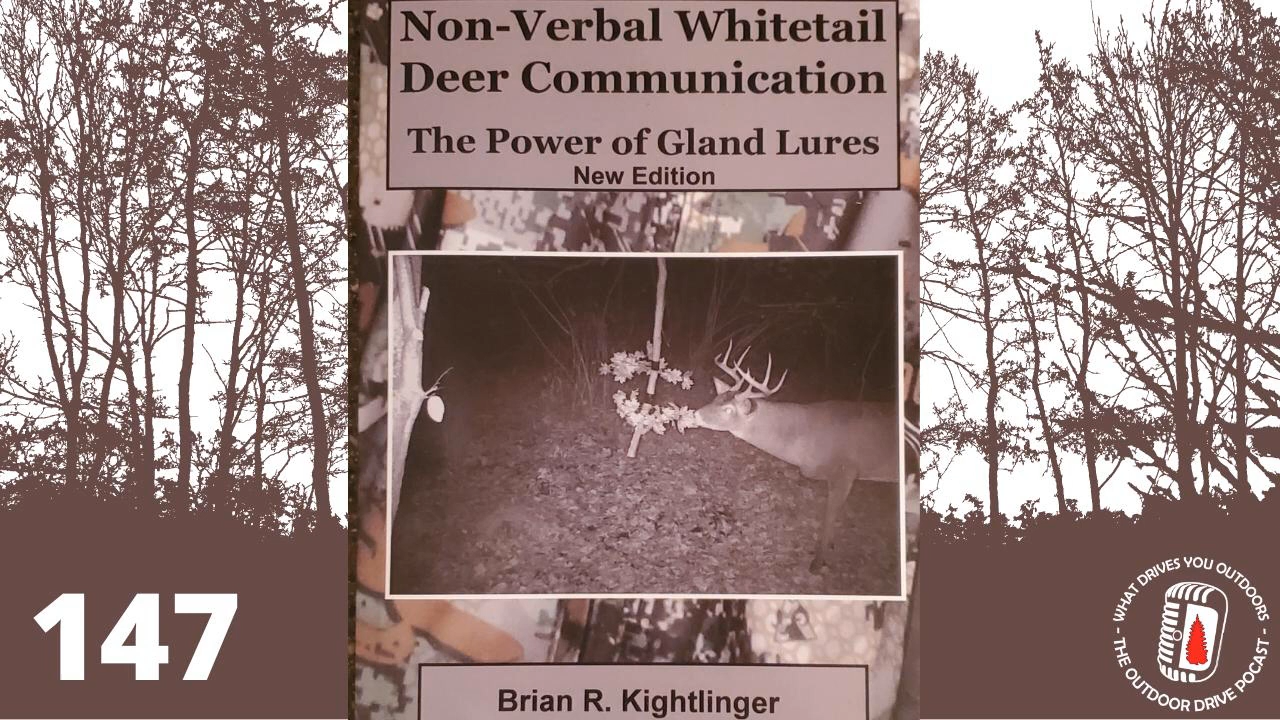 Non-Verbal Whitetail
Deer Communication
The Power of Gland Lures
New Edition
Brian R. Kightlinger
147
- WHAT DRIVES YOU OUTDOORS -
THE OUTDOOR DRIVE POCAST